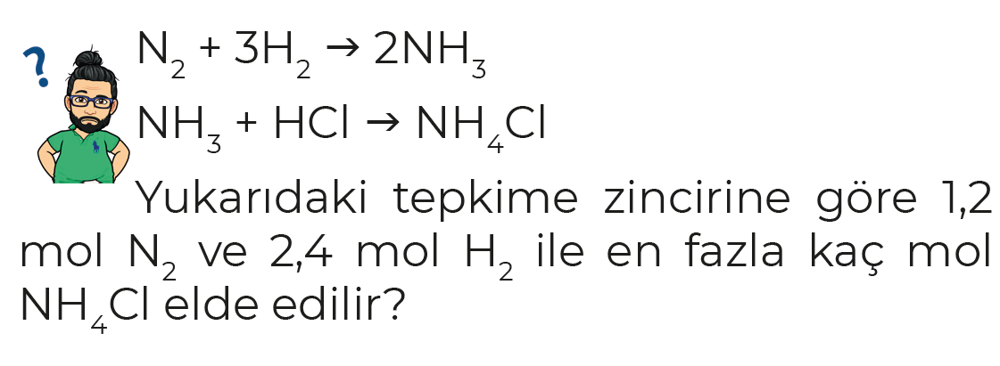 ?
N₂ + 3H₂ → 2NH₃
NH₃ + HCl → NH₄Cl
Yukarıdaki tepkime zincirine göre 1,2
mol N₂ ve 2,4 mol H₂ ile en fazla kaç mol
NH₄Cl elde edilir?